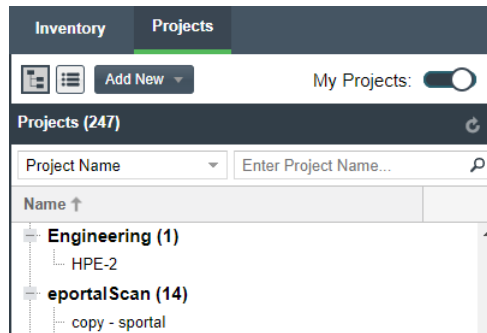 Inventory Projects
Add New My Projects:
Projects (247)
Project Name Enter Project Name...
Name
Engineering (1)
HPE-2
eportalScan (14)
copy - sportal